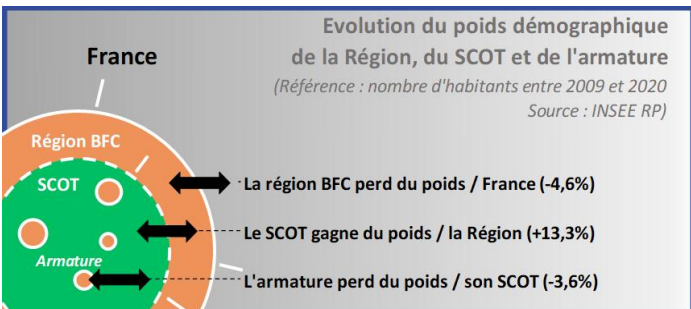 Evolution du poids démographique
de la Région, du SCOT et de l'armature
(Référence : nombre d'habitants entre 2009 et 2020
Source : INSEE RP)
France
Région BFC
SCOT
Armature
La région BFC perd du poids / France (-4,6%)
Le SCOT gagne du poids / la Région (+13,3%)
L'armature perd du poids / son SCOT (-3,6%)